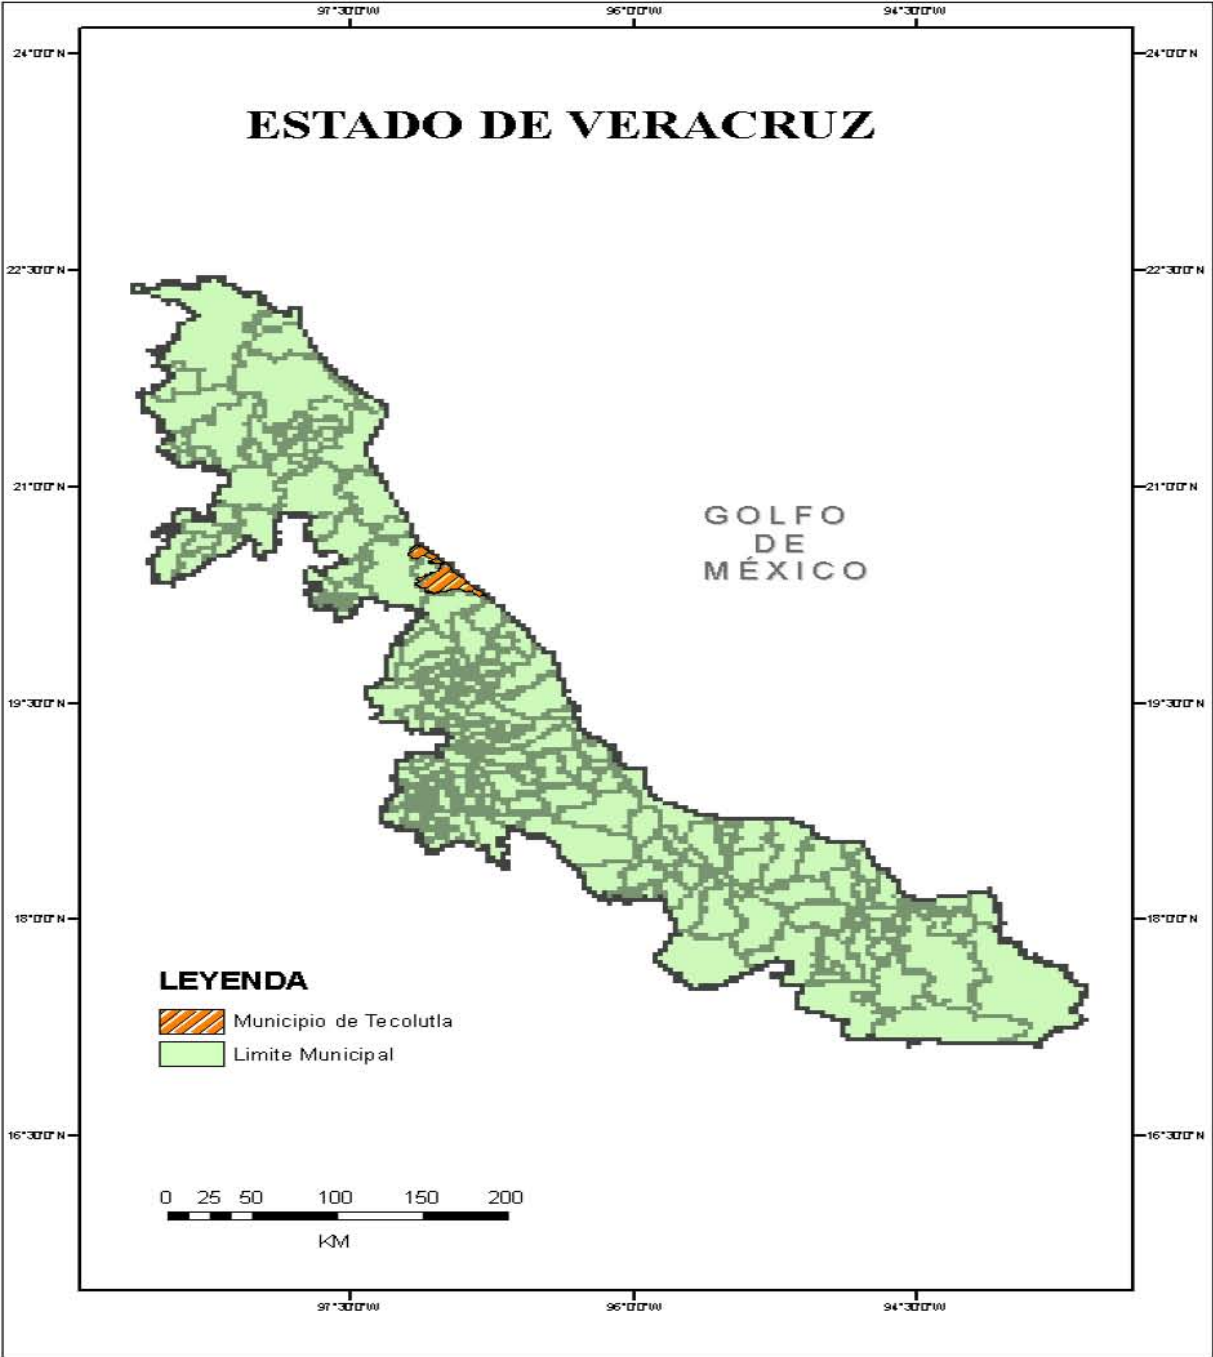 97°30'0"W 96°0'0"W 94°30'0"W
24°0'0"N 24°0'0"N
ESTADO DE VERACRUZ
22°30'0"N 22°30'0"N
21°0'0"N 21°0'0"N
GOLFO
DE
MÉXICO
19°30'0"N 19°30'0"N
18°0'0"N 18°0'0"N
LEYENDA
Municipio de Tecolutla
Limite Municipal
16°30'0"N 16°30'0"N
0 25 50 100 150 200
KM
97°30'0"W 96°0'0"W 94°30'0"W